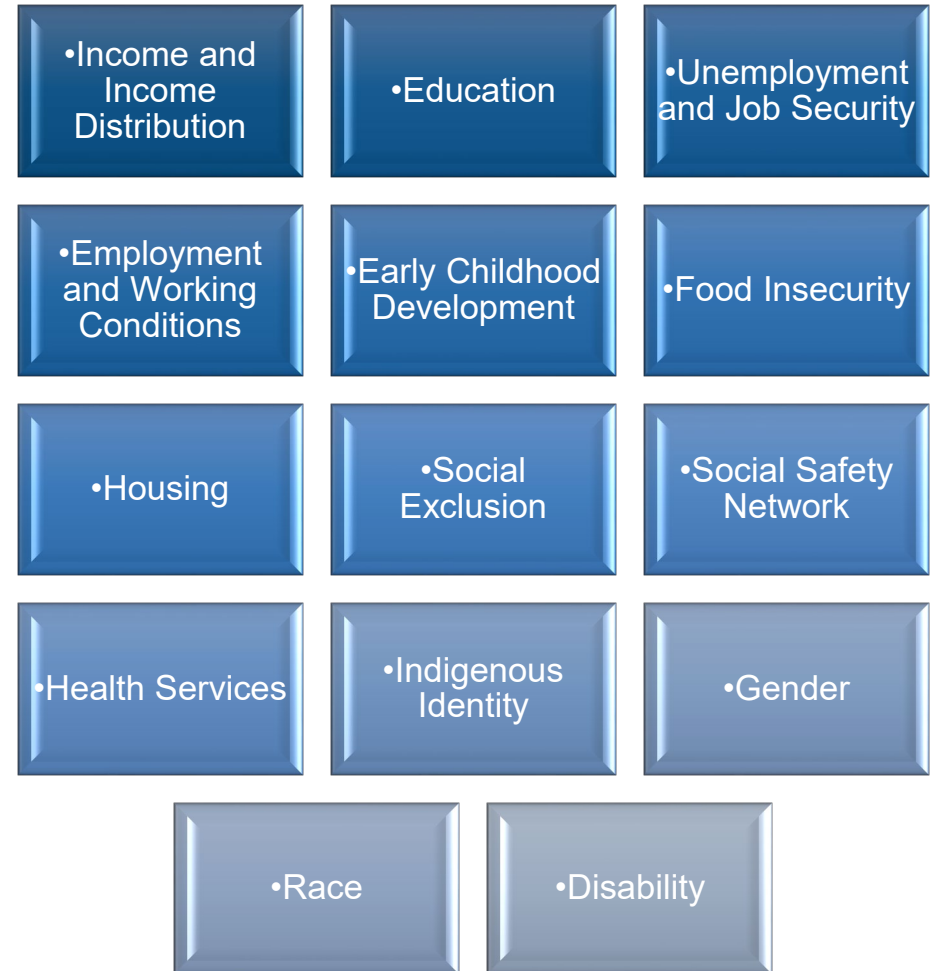 •Income and
Income
Distribution
•Education
•Unemployment
and Job Security
•Employment
and Working
Conditions
•Early Childhood
Development
•Food Insecurity
•Housing
•Social
Exclusion
•Social Safety
Network
•Health Services
•Indigenous
Identity
•Gender
•Race
•Disability